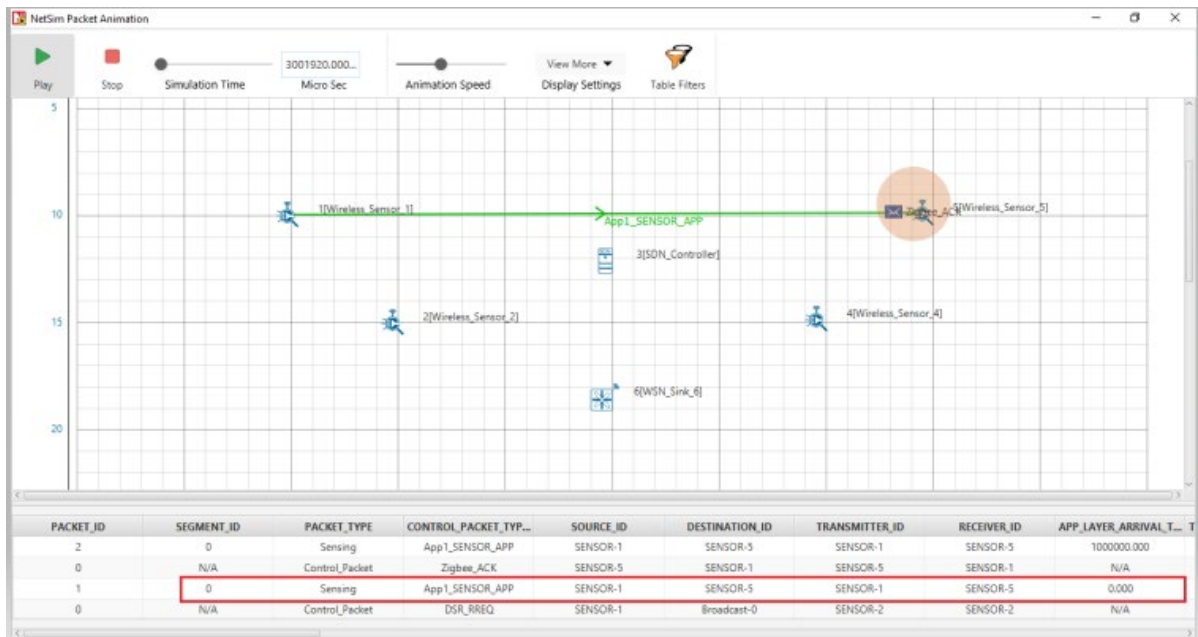 NetSim Packet Animation
Play
Stop
Simulation Time
3001920.000...
Micro Sec
Animation Speed
View More
Display Settings
Table Filters
5
10
1[Wireless_Sensor_1]
App1_SENSOR_APP
Zigbee_ACK
5[Wireless_Sensor_5]
3[SDN_Controller]
15
2[Wireless_Sensor_2]
4[Wireless_Sensor_4]
6[WSN_Sink_6]
20
PACKET_ID SEGMENT_ID PACKET_TYPE CONTROL_PACKET_TYP... SOURCE_ID DESTINATION_ID TRANSMITTER_ID RECEIVER_ID APP_LAYER_ARRIVAL_T... T
2 0 Sensing App1_SENSOR_APP SENSOR-1 SENSOR-5 SENSOR-1 SENSOR-5 1000000.000
0 N/A Control_Packet Zigbee_ACK SENSOR-5 SENSOR-1 SENSOR-5 SENSOR-1 N/A
1 0 Sensing App1_SENSOR_APP SENSOR-1 SENSOR-5 SENSOR-1 SENSOR-5 0.000
0 N/A Control_Packet DSR_RREQ SENSOR-1 Broadcast-0 SENSOR-2 SENSOR-2 N/A